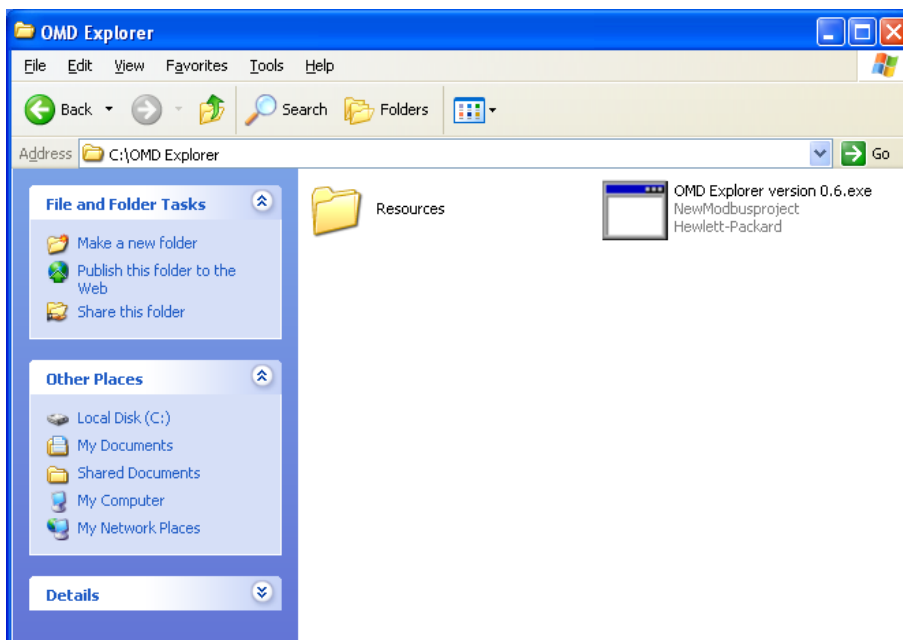 OMD Explorer
File Edit View Favorites Tools Help
Back Search Folders
Address C:\OMD Explorer Go
File and Folder Tasks
Make a new folder
Publish this folder to the
Web
Share this folder
Other Places
Local Disk (C:)
My Documents
Shared Documents
My Computer
My Network Places
Details
Resources
OMD Explorer version 0.6.exe
NewModbusproject
Hewlett-Packard